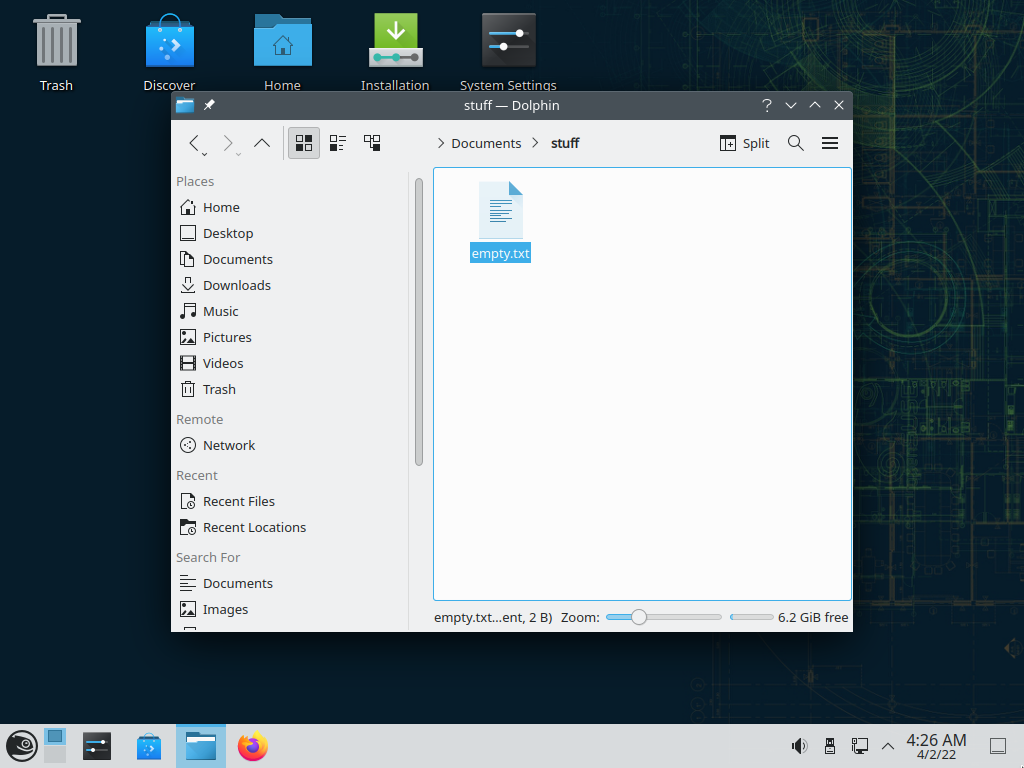 Trash
Discover
Home
Installation
System Settings
stuff — Dolphin
Documents
stuff
Split
Places
Home
Desktop
Documents
Downloads
Music
Pictures
Videos
Trash
Remote
Network
Recent
Recent Files
Recent Locations
Search For
Documents
Images
empty.txt
empty.txt...ent, 2 B)
Zoom:
6.2 GiB free
4:26 AM
4/2/22